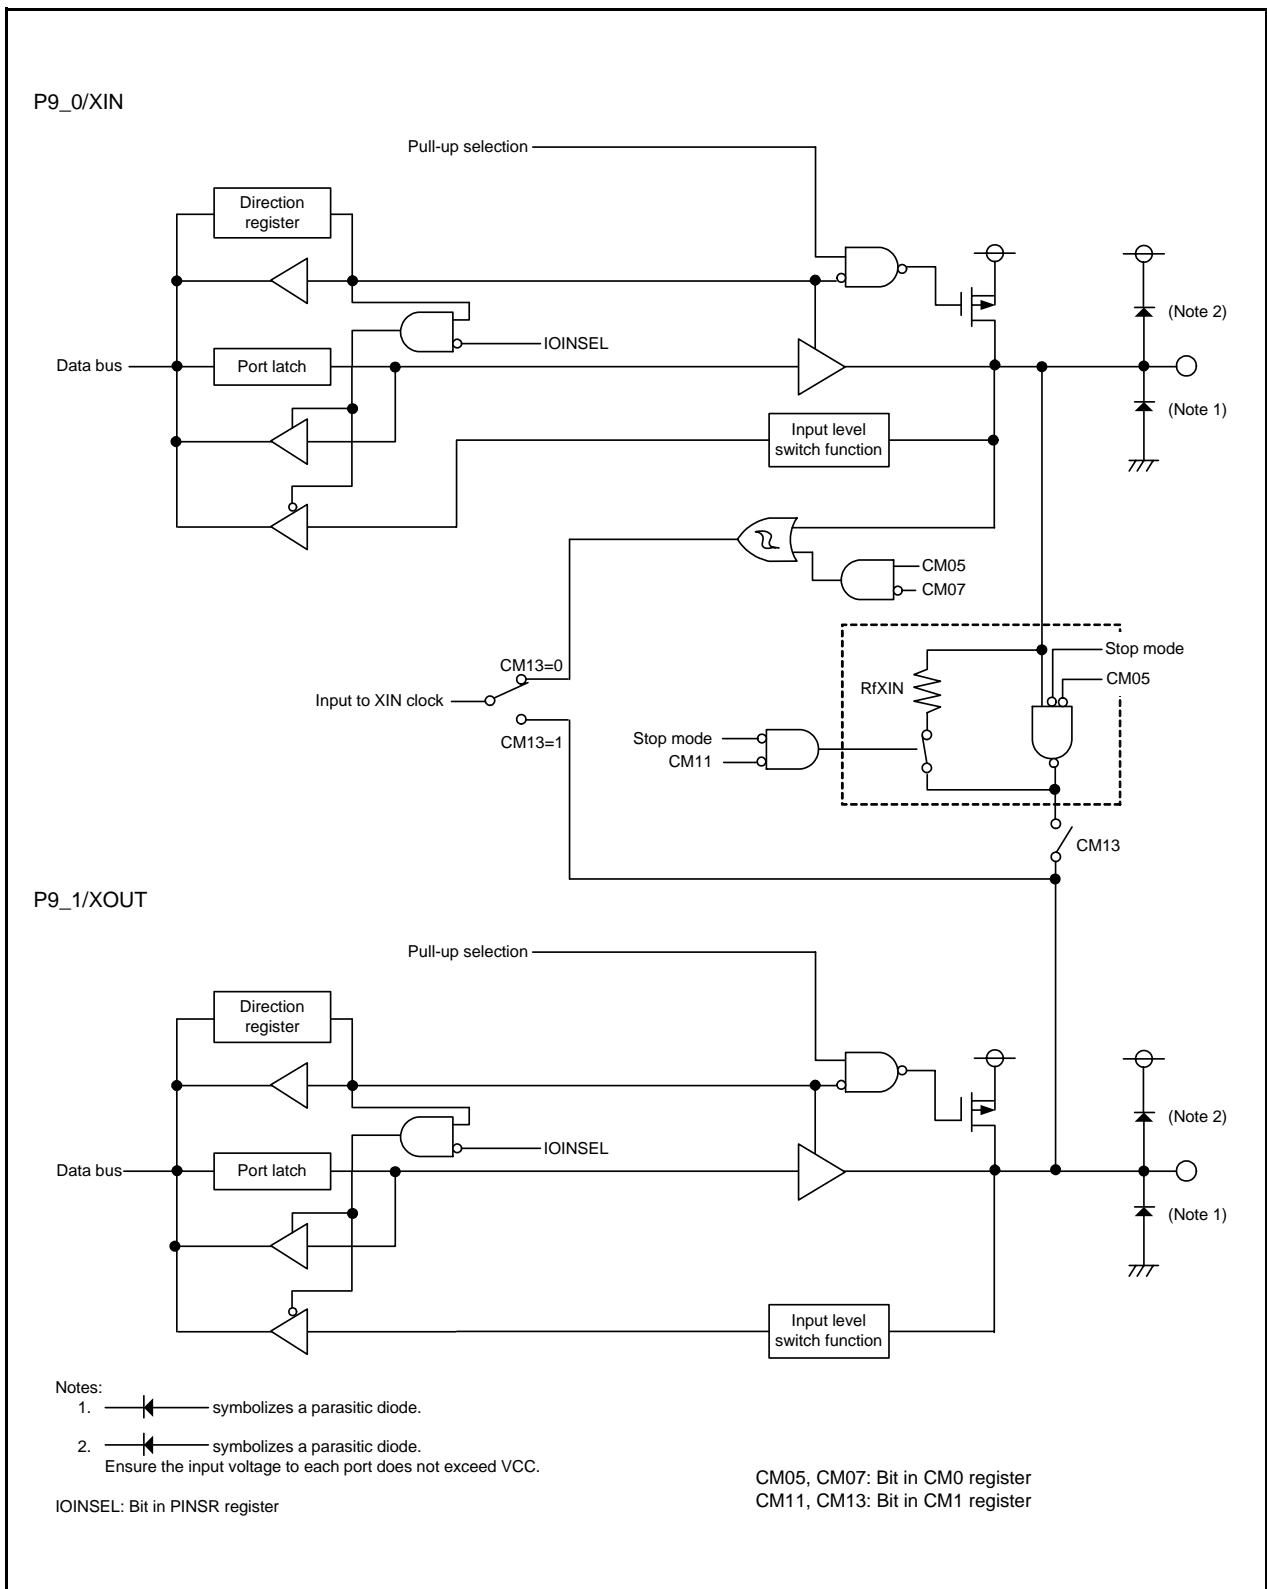 P9_0/XIN
Pull-up selection
Direction
register
(Note 2)
IOINSEL
Data bus
Port latch
(Note 1)
Input level
switch function
CM05
CM07
Stop mode
CM13=0
CM05
RfXIN
Input to XIN clock
Stop mode
CM13=1
CM11
CM13
P9_1/XOUT
Pull-up selection
Direction
register
(Note 2)
IOINSEL
Data bus
Port latch
(Note 1)
Input level
switch function
Notes:
1. symbolizes a parasitic diode.
2. symbolizes a parasitic diode.
Ensure the input voltage to each port does not exceed VCC.
CM05, CM07: Bit in CM0 register
CM11, CM13: Bit in CM1 register
IOINSEL: Bit in PINSR register